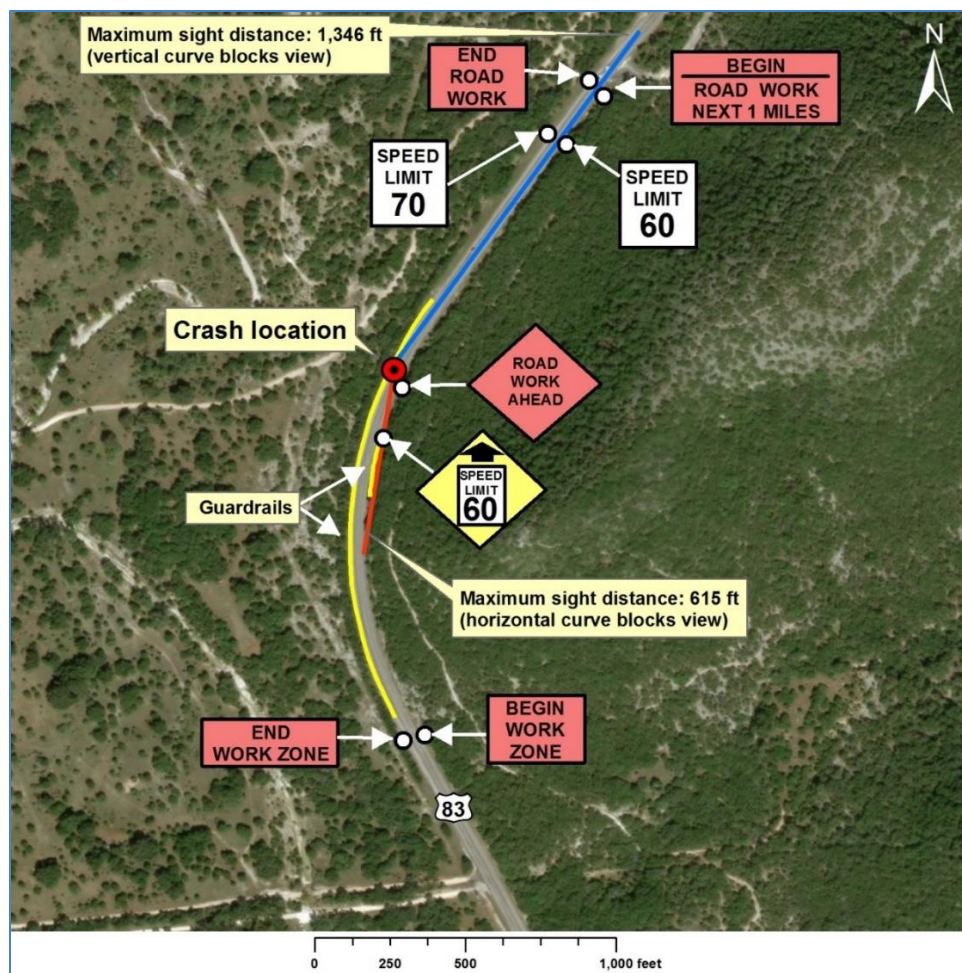 Maximum sight distance: 1,346 ft
(vertical curve blocks view)
END
ROAD
WORK
BEGIN
ROAD WORK
NEXT 1 MILES
N
SPEED
LIMIT
70
SPEED
LIMIT
60
Crash location
ROAD
WORK
AHEAD
SPEED
LIMIT
60
Guardrails
Maximum sight distance: 615 ft
(horizontal curve blocks view)
END
WORK ZONE
BEGIN
WORK
ZONE
83
0
250
500
1,000 feet